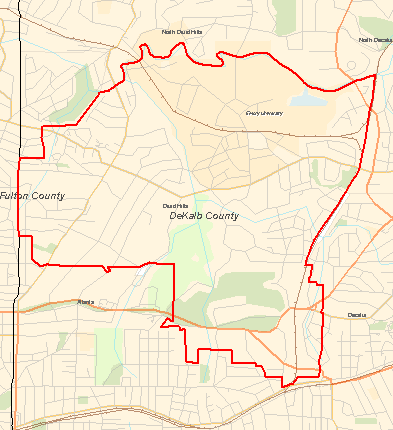 North Druid Hills
North Decatur
Emory University
Fulton County
Druid Hills
DeKalb County
Atlanta
Decatur